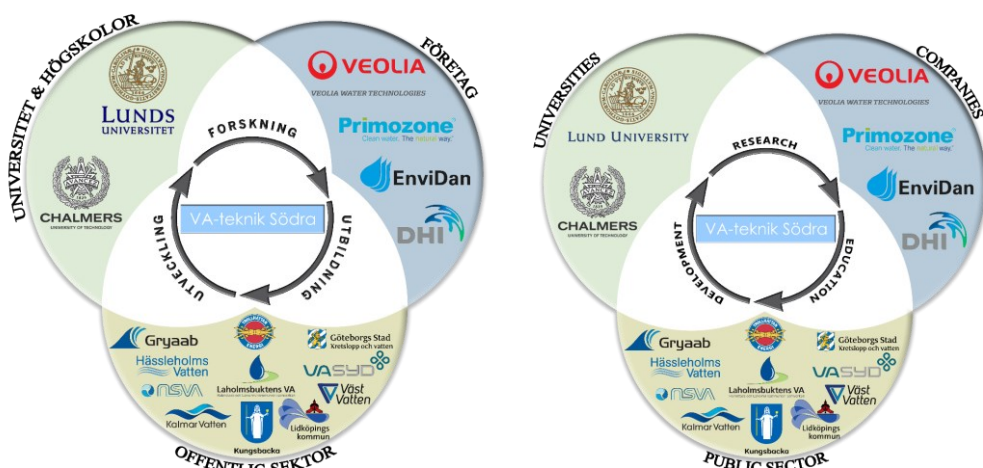 UNIVERSITET & HÖGSKOLOR
FÖRETAG
LUNDS
UNIVERSITET
CHALMERS
UNIVERSITY OF TECHNOLOGY
VEOLIA
VEOLIA WATER TECHNOLOGIES
Primozone
Clean water. The natural way.
EnviDan
DHI
FORSKNING
UTBILDNING
UTVECKLING
VA-teknik Södra
Gryaab
Göteborgs Stad
Kretslopp och vatten
Hässleholms
Vatten
VA SYD
nsva
Laholmsbuktens VA
Väst
Vatten
Kalmar Vatten
Kungsbacka
Lidköpings
kommun
OFFENTLIG SEKTOR
UNIVERSITIES
COMPANIES
LUND UNIVERSITY
CHALMERS
UNIVERSITY OF TECHNOLOGY
VEOLIA
VEOLIA WATER TECHNOLOGIES
Primozone
Clean water. The natural way.
EnviDan
DHI
RESEARCH
EDUCATION
DEVELOPMENT
VA-teknik Södra
Gryaab
Göteborgs Stad
Kretslopp och vatten
Hässleholms
Vatten
VA SYD
nsva
Laholmsbuktens VA
Väst
Vatten
Kalmar Vatten
Kungsbacka
Lidköpings
kommun
PUBLIC SECTOR